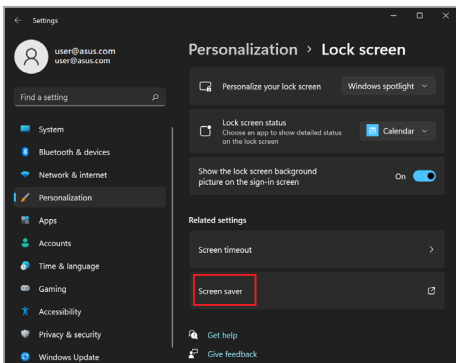 Settings
user@asus.com
user@asus.com
Find a setting
System
Bluetooth & devices
Network & internet
Personalization
Apps
Accounts
Time & language
Gaming
Accessibility
Privacy & security
Windows Update
Personalization > Lock screen
Personalize your lock screen
Windows spotlight
Lock screen status
Choose an app to show detailed status
on the lock screen
Calendar
Show the lock screen background
picture on the sign-in screen
On
Related settings
Screen timeout
Screen saver
Get help
Give feedback